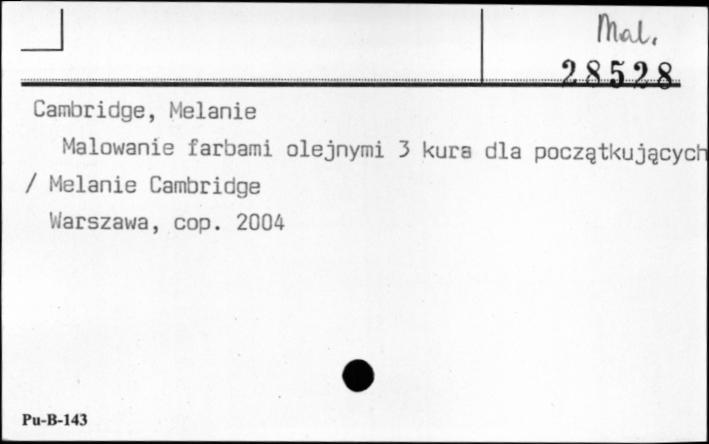 Mal.
28528
Cambridge, Melanie
Malowanie farbami olejnymi 3 kurs dla początkujących
/ Melanie Cambridge
Warszawa, cop. 2004
Pu-B-143